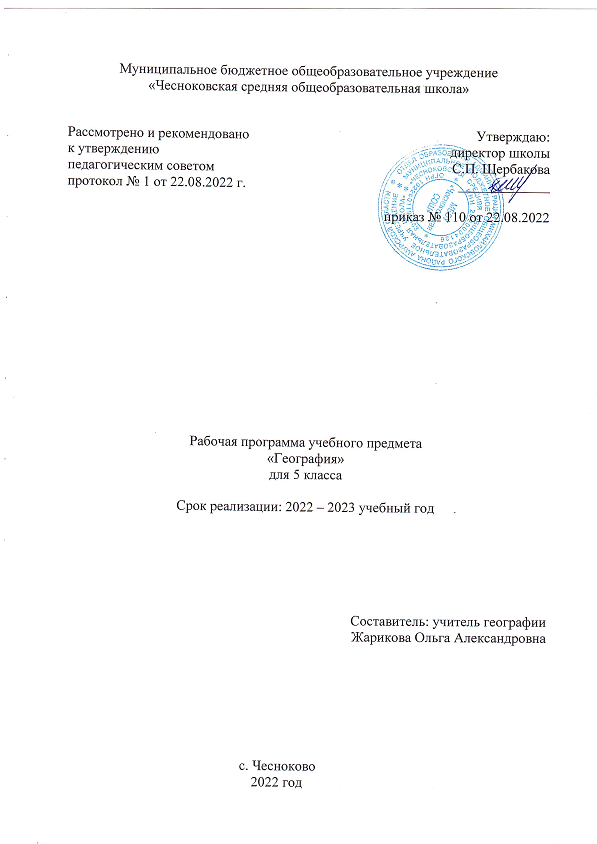 Муниципальное бюджетное общеобразовательное учреждение
«Чесноковская средняя общеобразовательная школа»
Рассмотрено и рекомендовано
к утверждению
педагогическим советом
протокол № 1 от 22.08.2022 г.
Утверждаю:
директор школы
С.П. Щербакова
приказ № 110 от 22.08.2022
Рабочая программа учебного предмета
«География»
для 5 класса
Срок реализации: 2022 – 2023 учебный год
Составитель: учитель географии
Жарикова Ольга Александровна
с. Чесноково
2022 год